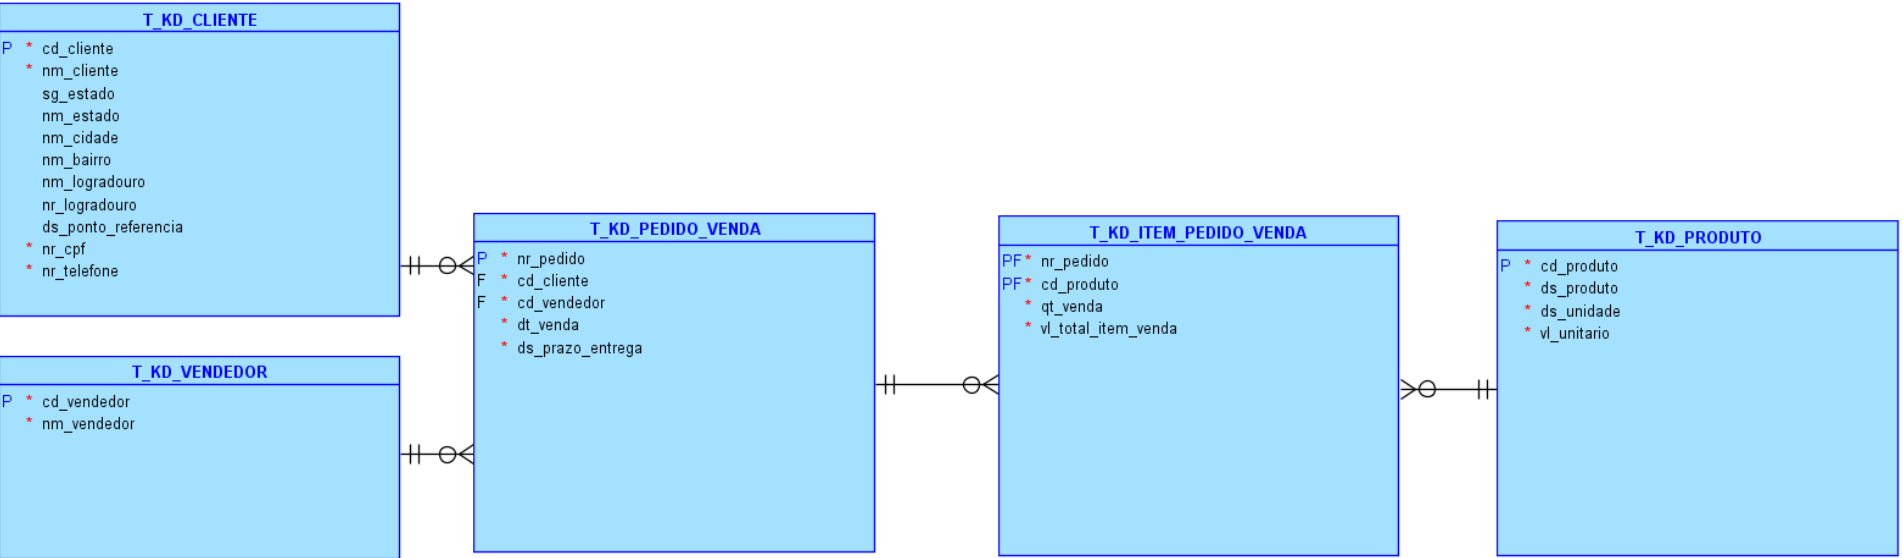 T_KD_CLIENTE
P * cd_cliente
* nm_cliente
sg_estado
nm_estado
nm_cidade
nm_bairro
nm_logradouro
nr_logradouro
ds_ponto_referencia
* nr_cpf
* nr_telefone
T_KD_VENDEDOR
P * cd_vendedor
* nm_vendedor
T_KD_PEDIDO_VENDA
P * nr_pedido
F * cd_cliente
F * cd_vendedor
* dt_venda
* ds_prazo_entrega
T_KD_ITEM_PEDIDO_VENDA
PF * nr_pedido
PF * cd_produto
* qt_venda
* vl_total_item_venda
T_KD_PRODUTO
P * cd_produto
* ds_produto
* ds_unidade
* vl_unitario